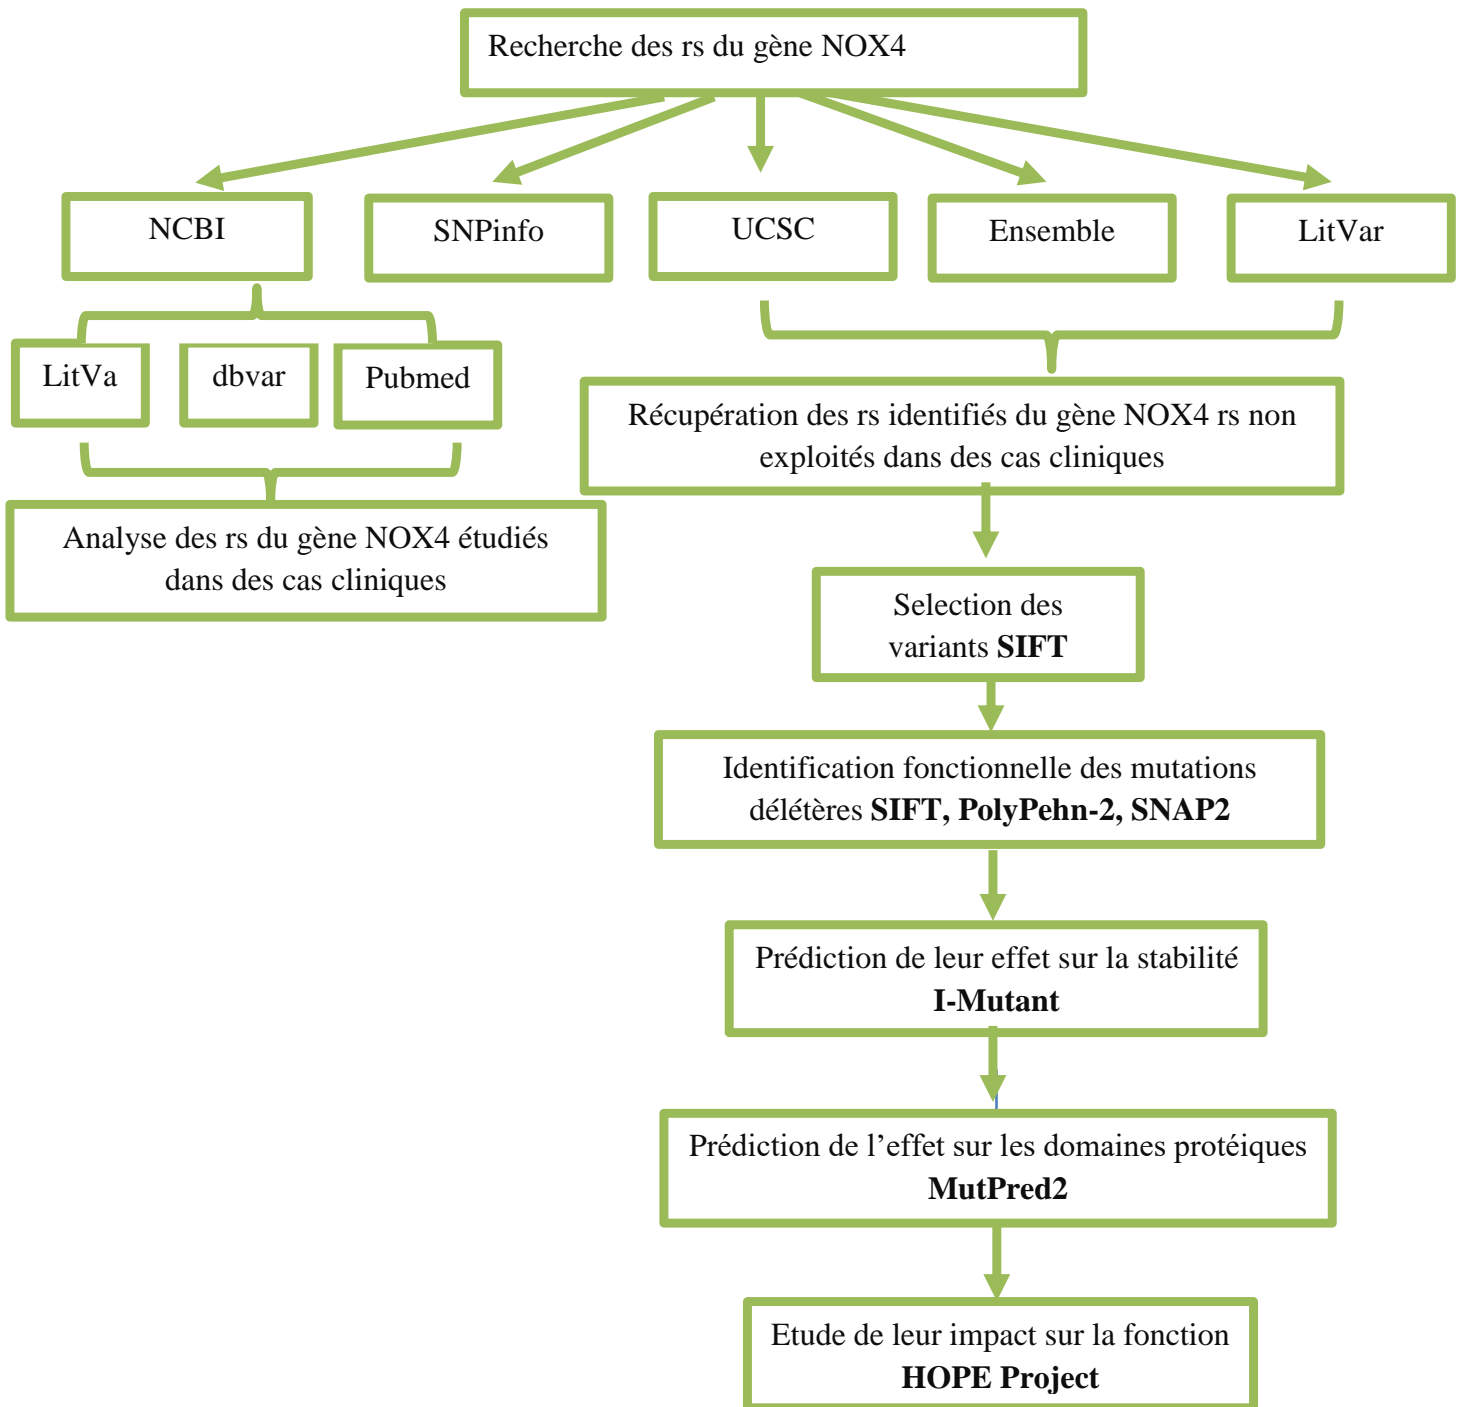 Recherche des rs du gène NOX4
NCBI
SNPinfo
UCSC
Ensemble
LitVar
LitVa
dbvar
Pubmed
Analyse des rs du gène NOX4 étudiés
dans des cas cliniques
Récupération des rs identifiés du gène NOX4 rs non
exploités dans des cas cliniques
Selection des
variants SIFT
Identification fonctionnelle des mutations
délétères SIFT, PolyPehn-2, SNAP2
Prédiction de leur effet sur la stabilité
I-Mutant
Prédiction de l’effet sur les domaines protéiques
MutPred2
Etude de leur impact sur la fonction
HOPE Project